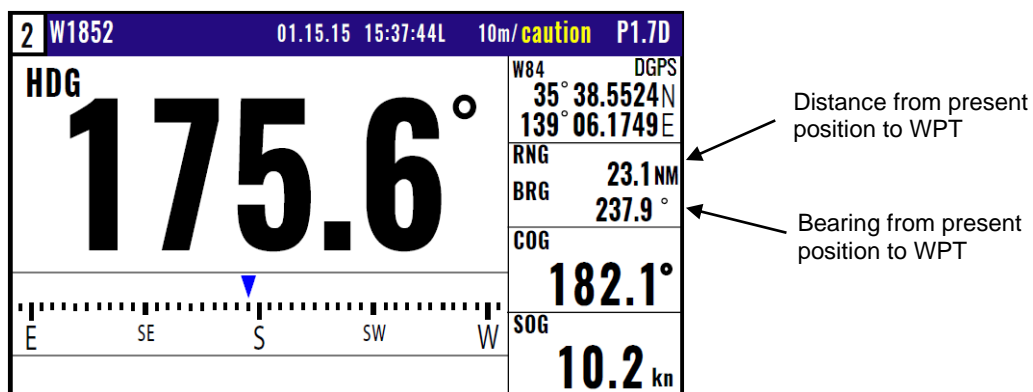 2 W1852 01.15.15 15:37:44L 10m/caution P1.7D
HDG
175.6°
W84 DGPS
35°38.5524N
139°06.1749E
RNG
23.1NM
BRG
237.9 °
COG
182.1°
SOG
10.2 kn
E SE S SW W
Distance from present
position to WPT
Bearing from present
position to WPT